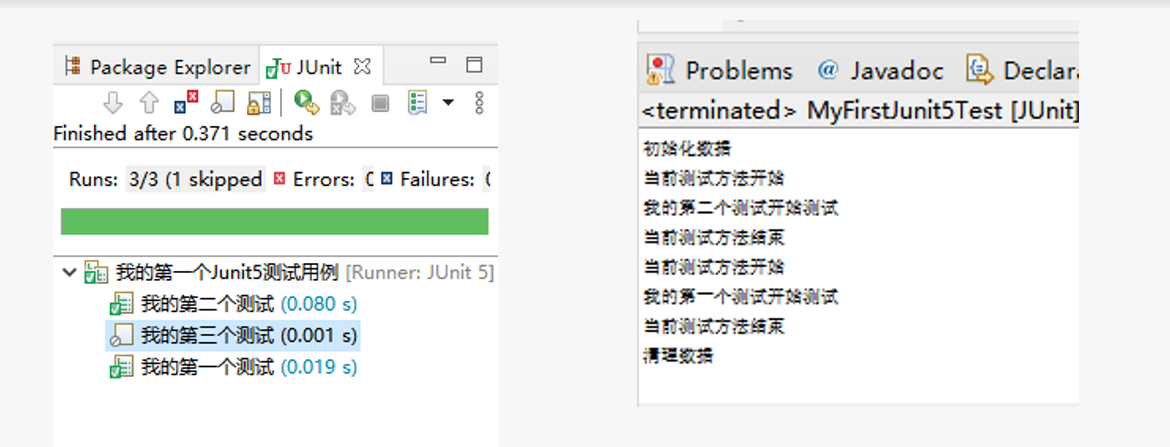 Package Explorer JUnit
Finished after 0.371 seconds
Runs: 3/3 (1 skipped Errors: Failures:
我的第一个Junit5测试用例 [Runner: JUnit 5]
我的第二个测试 (0.080 s)
我的第三个测试 (0.001 s)
我的第一个测试 (0.019 s)
Problems @ Javadoc Declara
<terminated> MyFirstJunit5Test [JUnit]
初始化数据
当前测试方法开始
我的第二个测试开始测试
当前测试方法结束
当前测试方法开始
我的第一个测试开始测试
当前测试方法结束
清理数据